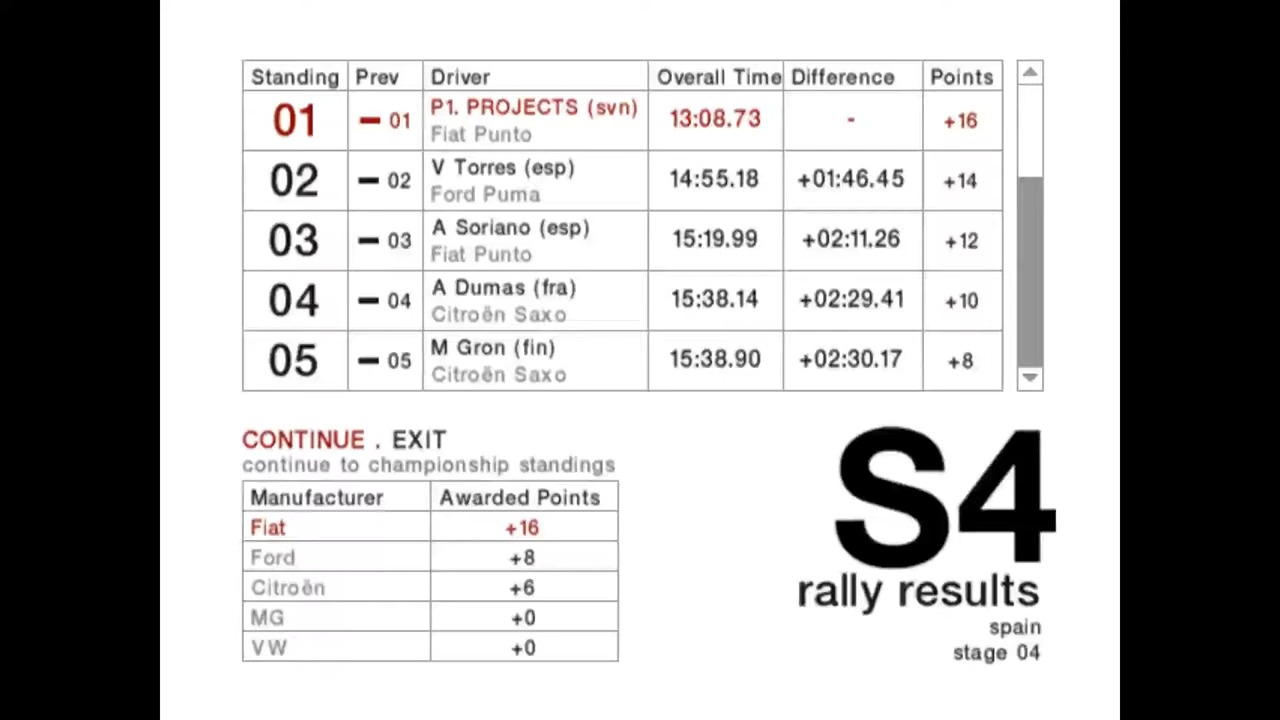 Standing Prev Driver Overall Time Difference Points
01 01 P1. PROJECTS (svn) 13:08.73 - +16
Fiat Punto
02 02 V Torres (esp) 14:55.18 +01:46.45 +14
Ford Puma
03 03 A Soriano (esp) 15:19.99 +02:11.26 +12
Fiat Punto
04 04 A Dumas (fra) 15:38.14 +02:29.41 +10
Citroën Saxo
05 05 M Gron (fin) 15:38.90 +02:30.17 +8
Citroën Saxo
CONTINUE . EXIT
continue to championship standings
Manufacturer Awarded Points
Fiat +16
Ford +8
Citroën +6
MG +0
VW +0
S4
rally results
spain
stage 04